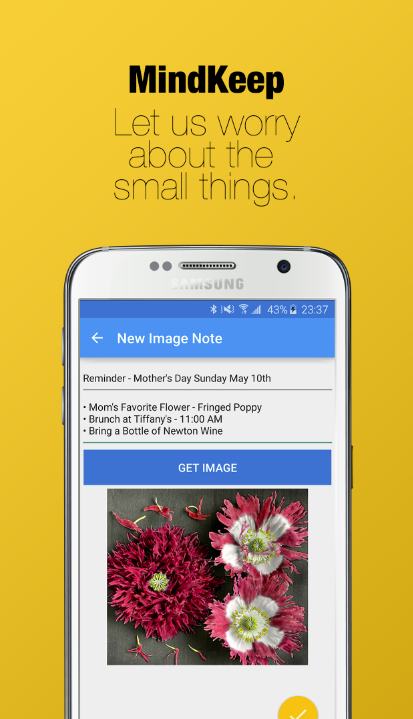 MindKeep
Let us worry
about the
small things.
SAMSUNG
43% 23:37
New Image Note
Reminder - Mother's Day Sunday May 10th
• Mom's Favorite Flower - Fringed Poppy
• Brunch at Tiffany's - 11:00 AM
• Bring a Bottle of Newton Wine
GET IMAGE